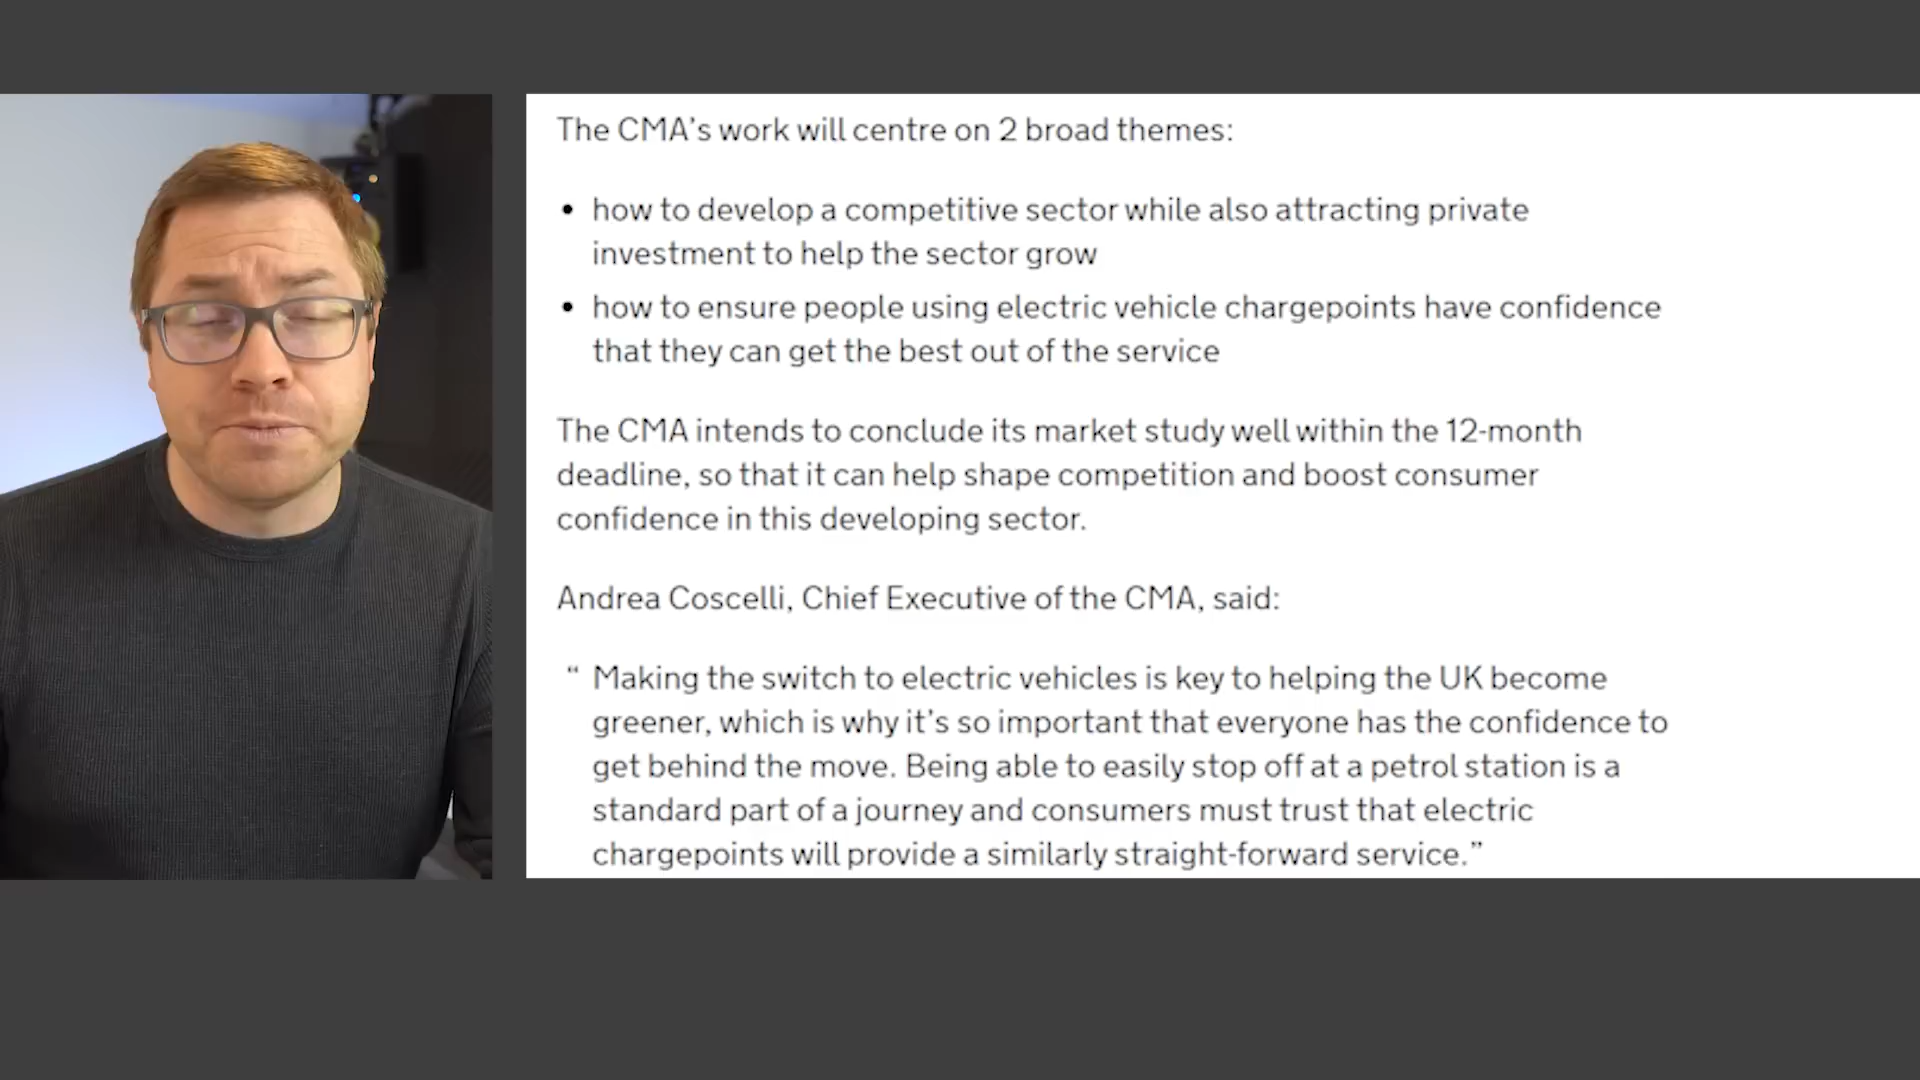 The CMA’s work will centre on 2 broad themes:
• how to develop a competitive sector while also attracting private
investment to help the sector grow
• how to ensure people using electric vehicle chargepoints have confidence
that they can get the best out of the service
The CMA intends to conclude its market study well within the 12-month
deadline, so that it can help shape competition and boost consumer
confidence in this developing sector.
Andrea Coscelli, Chief Executive of the CMA, said:
“ Making the switch to electric vehicles is key to helping the UK become
greener, which is why it’s so important that everyone has the confidence to
get behind the move. Being able to easily stop off at a petrol station is a
standard part of a journey and consumers must trust that electric
chargepoints will provide a similarly straight-forward service.”